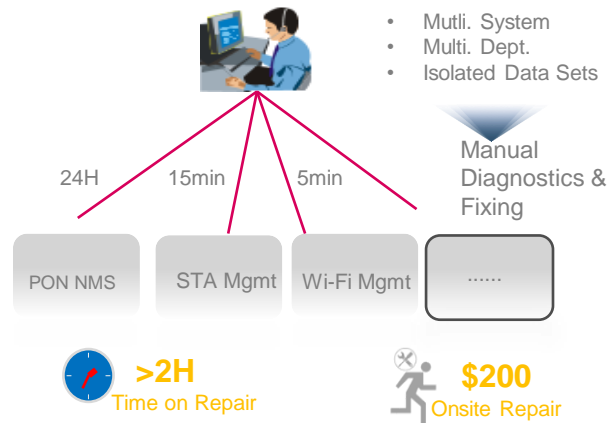 • Mutli. System
• Multi. Dept.
• Isolated Data Sets
Manual
Diagnostics &
Fixing
24H
15min
5min
PON NMS
STA Mgmt
Wi-Fi Mgmt
......
>2H
Time on Repair
$200
Onsite Repair